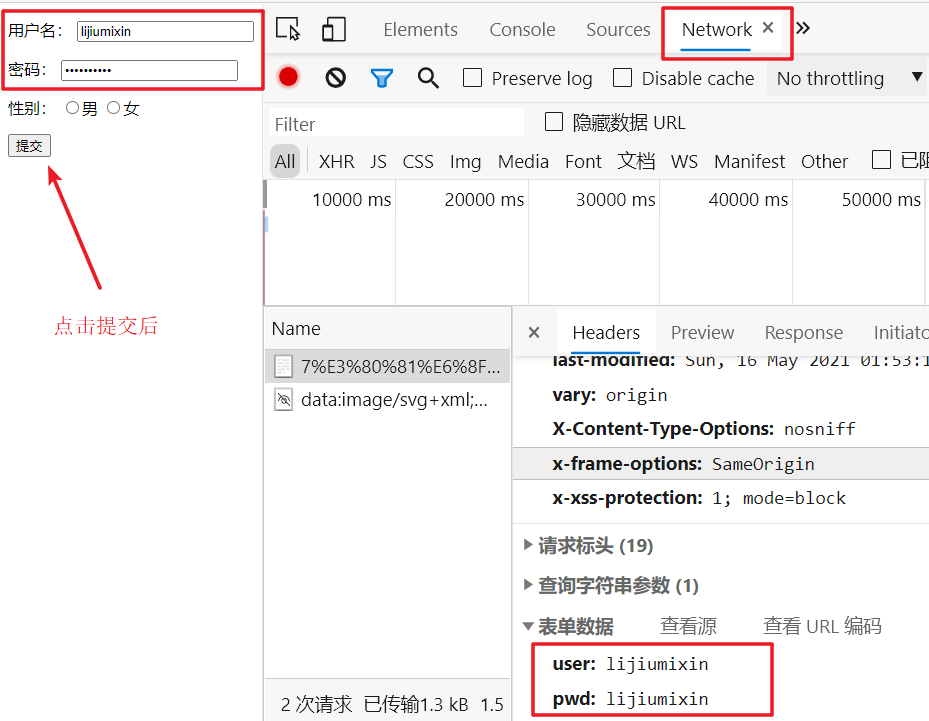 用户名： lijiumixin
密码： ••••••••••
性别： 男 女
提交
点击提交后
Elements Console Sources Network × »
Preserve log Disable cache No throttling ▼
Filter 隐藏数据 URL
All XHR JS CSS Img Media Font 文档 WS Manifest Other 已阻
10000 ms 20000 ms 30000 ms 40000 ms 50000 ms
Name
7%E3%80%81%E6%8F...
data:image/svg+xml;...
2 次请求 已传输1.3 kB 1.5
× Headers Preview Response Initiato
last-modified: Sun, 16 May 2021 01:53:1
vary: origin
X-Content-Type-Options: nosniff
x-frame-options: SameOrigin
x-xss-protection: 1; mode=block
请求标头 (19)
查询字符串参数 (1)
表单数据 查看源 查看 URL 编码
user: lijiumixin
pwd: lijiumixin